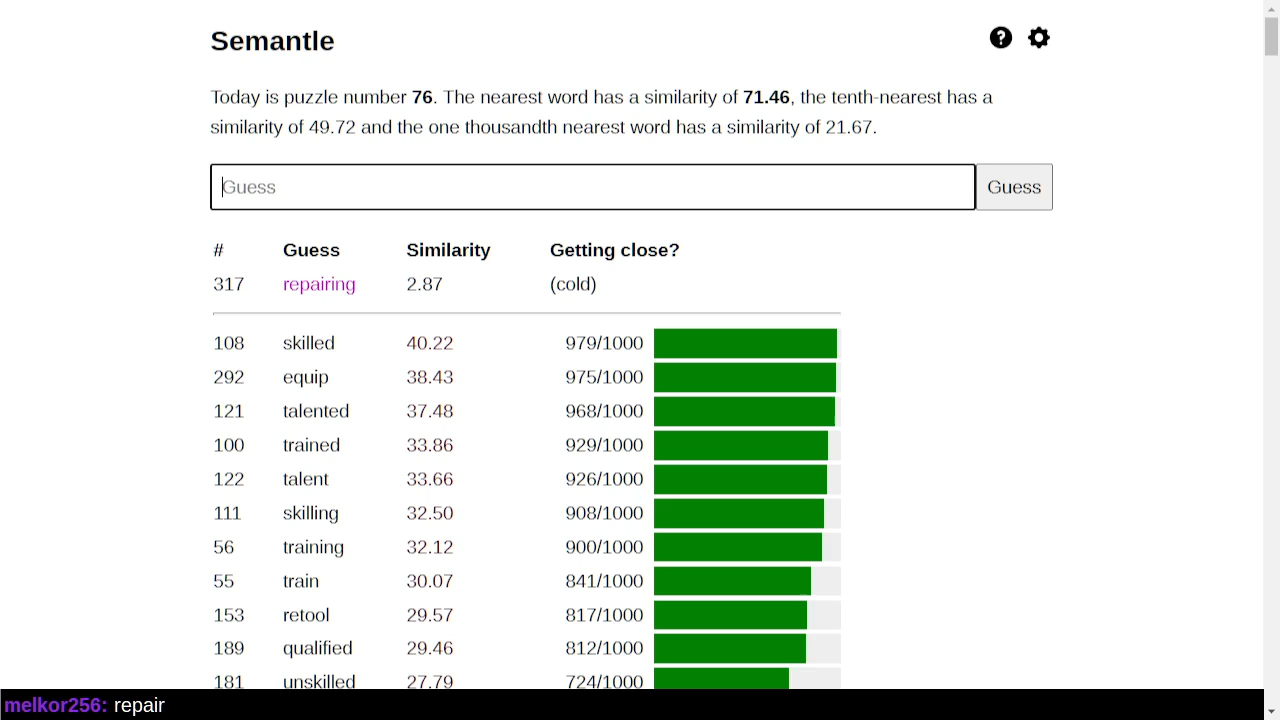 Semantle
Today is puzzle number 76. The nearest word has a similarity of 71.46, the tenth-nearest has a
similarity of 49.72 and the one thousandth nearest word has a similarity of 21.67.
Guess Guess
# Guess Similarity Getting close?
317 repairing 2.87 (cold)
108 skilled 40.22 979/1000
292 equip 38.43 975/1000
121 talented 37.48 968/1000
100 trained 33.86 929/1000
122 talent 33.66 926/1000
111 skilling 32.50 908/1000
56 training 32.12 900/1000
55 train 30.07 841/1000
153 retool 29.57 817/1000
189 qualified 29.46 812/1000
181 unskilled 27.79 724/1000
melkor256: repair